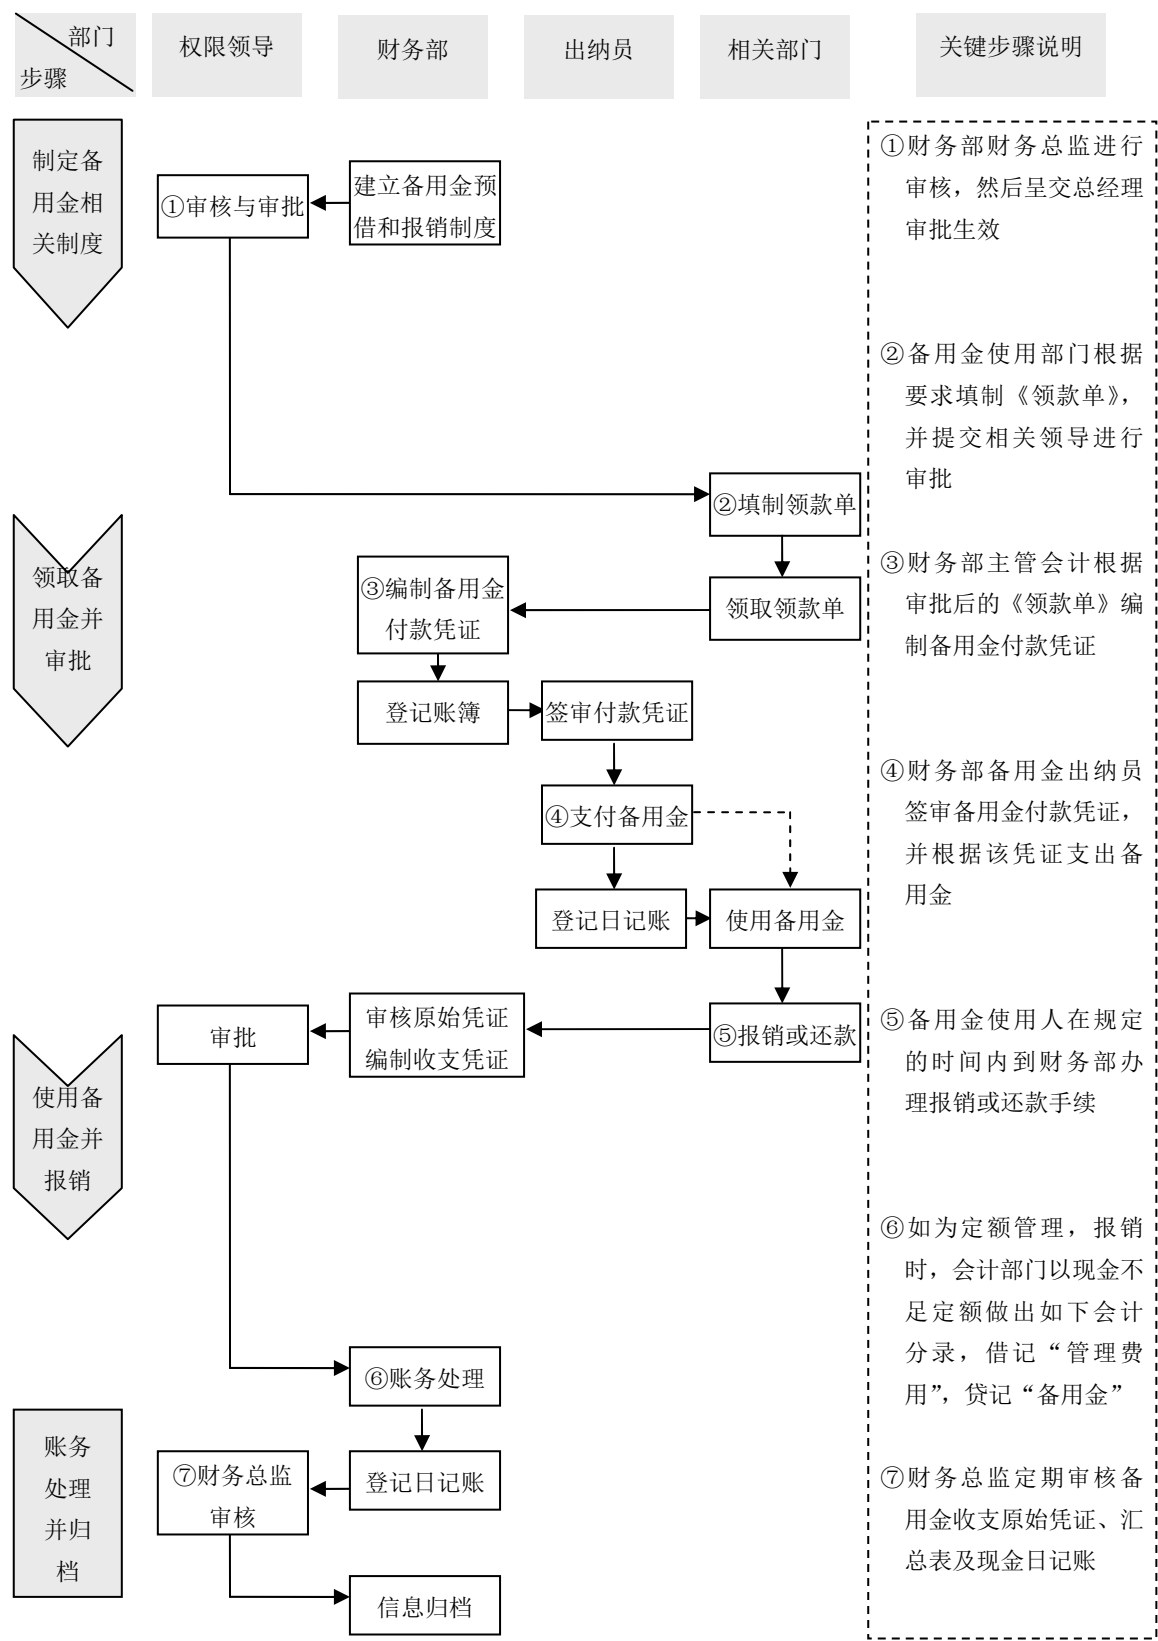 部门
步骤
权限领导
财务部
出纳员
相关部门
关键步骤说明
制定备
用金相
关制度
①审核与审批
建立备用金预
借和报销制度
①财务部财务总监进行
审核，然后呈交总经理
审批生效
②备用金使用部门根据
要求填制《领款单》，
并提交相关领导进行
审批
②填制领款单
领取备
用金并
审批
③编制备用金
付款凭证
领取领款单
③财务部主管会计根据
审批后的《领款单》编
制备用金付款凭证
登记账簿
签审付款凭证
④支付备用金
④财务部备用金出纳员
签审备用金付款凭证，
并根据该凭证支出备
用金
登记日记账
使用备用金
使用备
用金并
报销
审批
审核原始凭证
编制收支凭证
⑤报销或还款
⑤备用金使用人在规定
的时间内到财务部办
理报销或还款手续
⑥如为定额管理，报销
时，会计部门以现金不
足定额做出如下会计
分录，借记“管理费
用”，贷记“备用金”
⑥账务处理
账务
处理
并归
档
⑦财务总监
审核
登记日记账
⑦财务总监定期审核备
用金收支原始凭证、汇
总表及现金日记账
信息归档